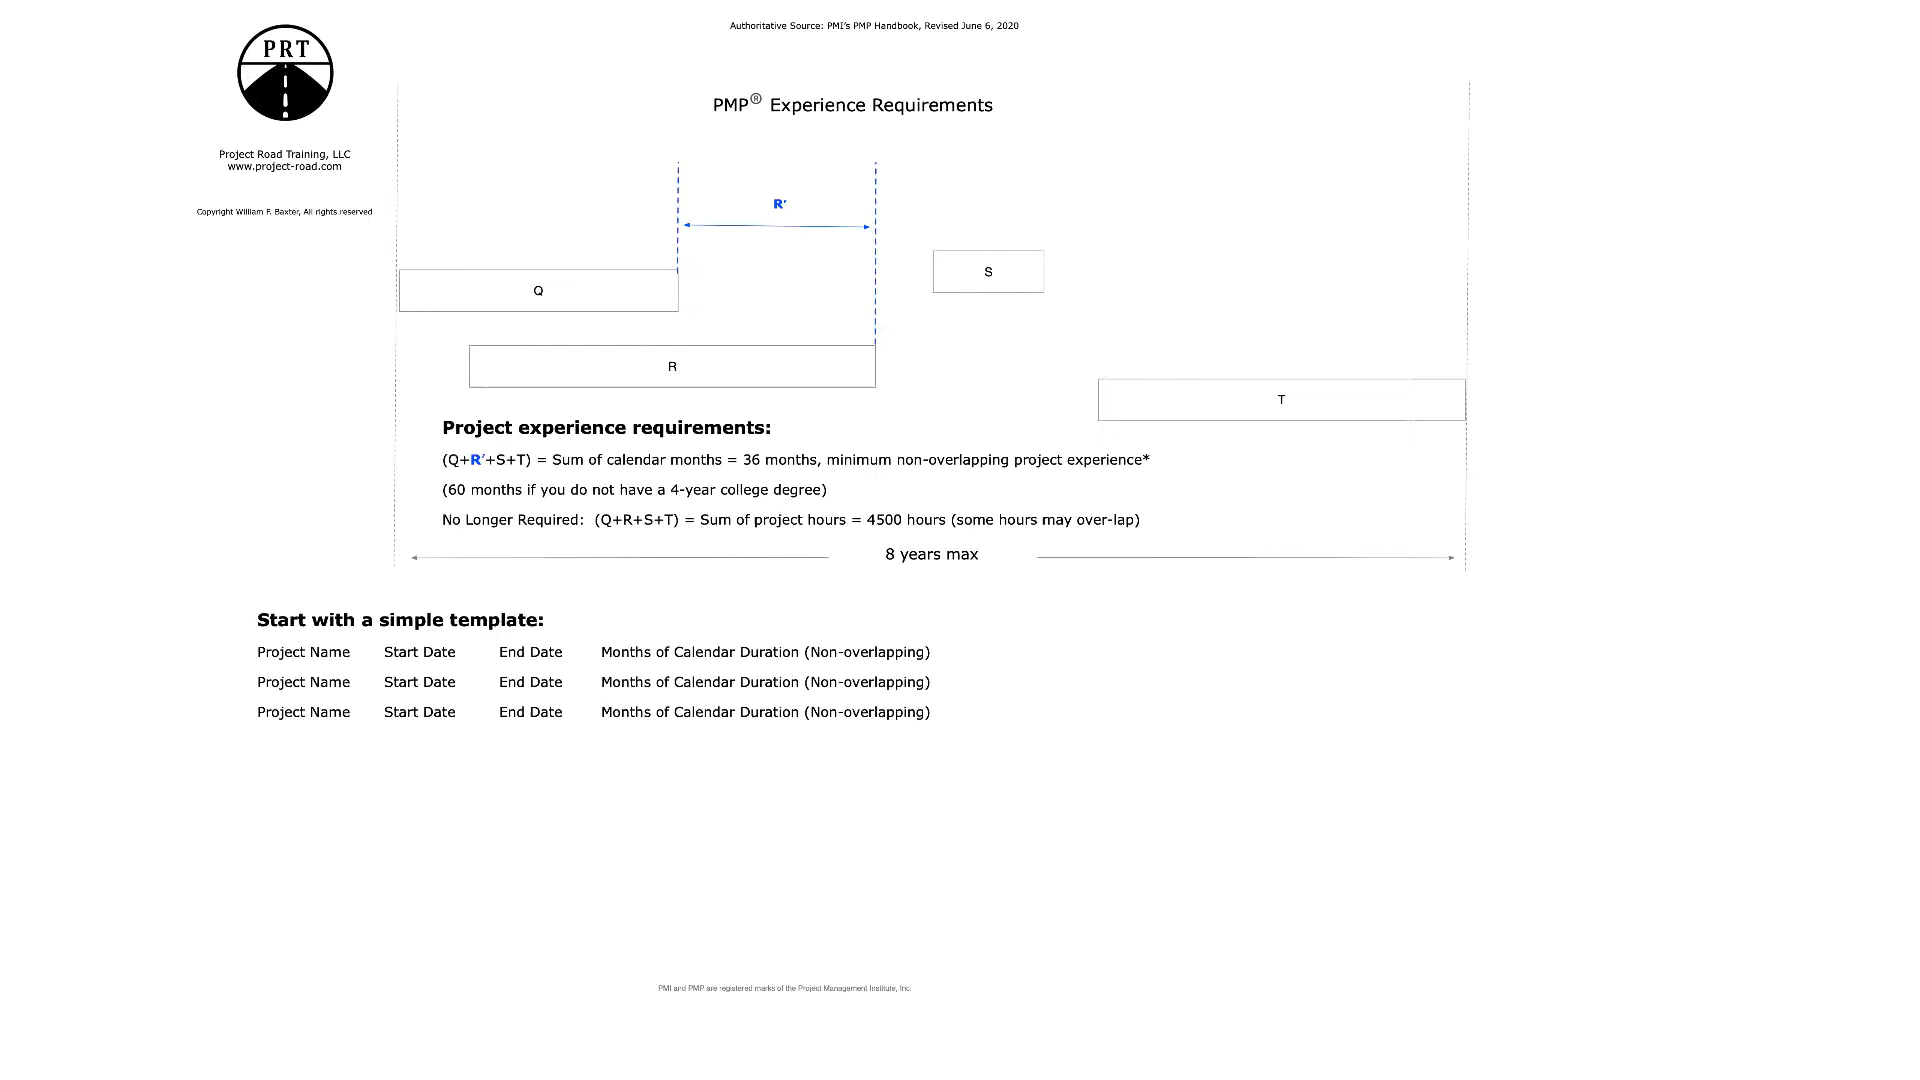 Authoritative Source: PMI’s PMP Handbook, Revised June 6, 2020
PRT
PMP® Experience Requirements
Project Road Training, LLC
www.project-road.com
Copyright William F. Baxter, All rights reserved
R’
S
Q
R
T
Project experience requirements:
(Q+R’+S+T) = Sum of calendar months = 36 months, minimum non-overlapping project experience*
(60 months if you do not have a 4-year college degree)
No Longer Required: (Q+R+S+T) = Sum of project hours = 4500 hours (some hours may over-lap)
8 years max
Start with a simple template:
Project Name Start Date End Date Months of Calendar Duration (Non-overlapping)
Project Name Start Date End Date Months of Calendar Duration (Non-overlapping)
Project Name Start Date End Date Months of Calendar Duration (Non-overlapping)
PMI and PMP are registered marks of the Project Management Institute, Inc.